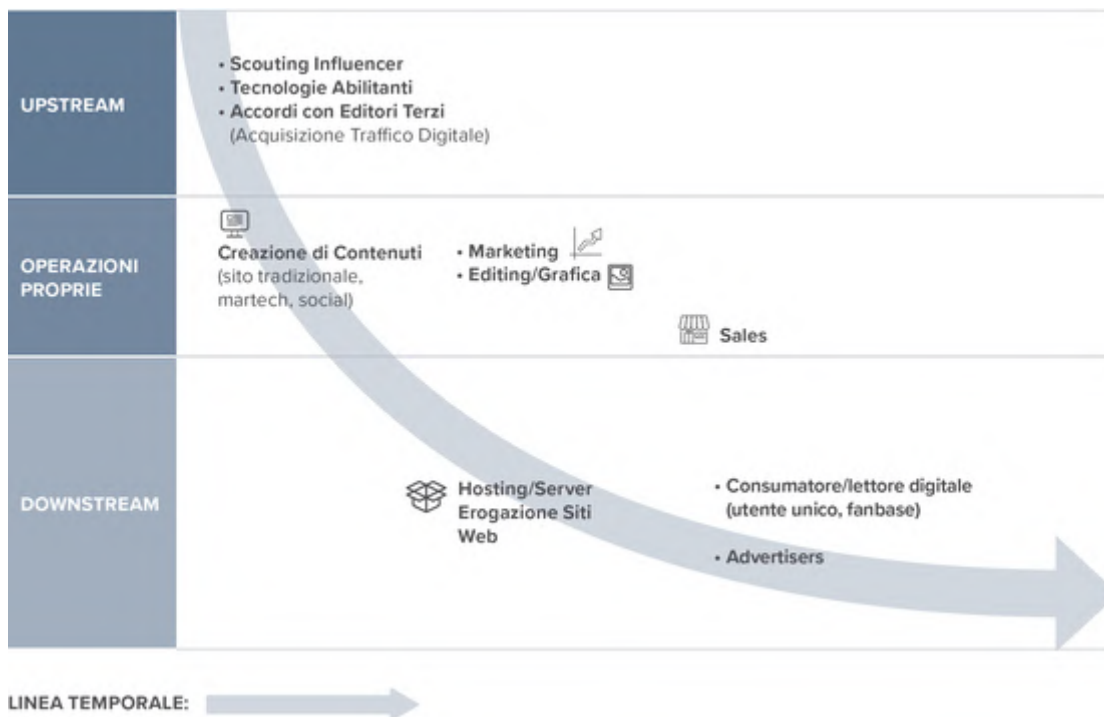 UPSTREAM
• Scouting Influencer
• Tecnologie Abilitanti
• Accordi con Editori Terzi
(Acquisizione Traffico Digitale)
OPERAZIONI
PROPRIE
Creazione di Contenuti
(sito tradizionale,
martech, social)
• Marketing
• Editing/Grafica
Sales
DOWNSTREAM
Hosting/Server
Erogazione Siti
Web
• Consumatore/lettore digitale
(utente unico, fanbase)
• Advertisers
LINEA TEMPORALE: